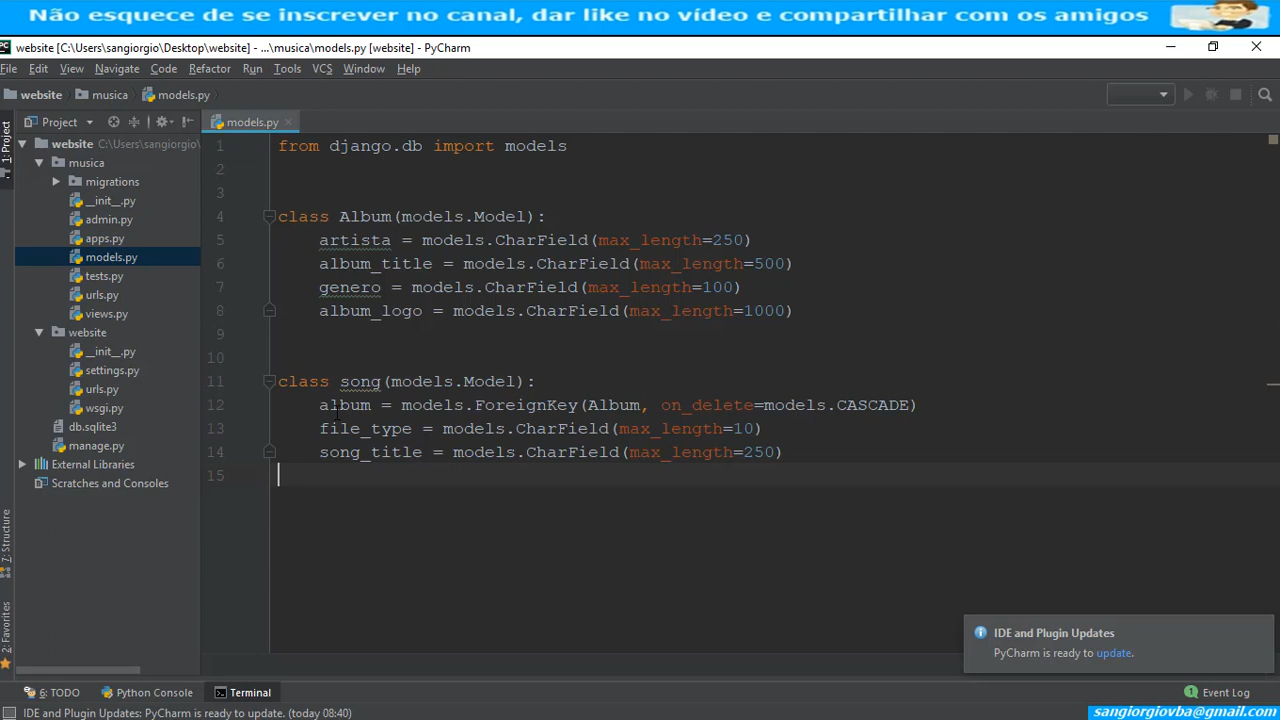 Não esquece de se inscrever no canal, dar like no vídeo e compartilhar com os amigos
website [C:\Users\sangiorgio\Desktop\website] - ...\musica\models.py [website] - PyCharm
File Edit View Navigate Code Refactor Run Tools VCS Window Help
website musica models.py
1: Project
Project
models.py
website C:\Users\sangiorgio\
musica
migrations
__init__.py
admin.py
apps.py
models.py
tests.py
urls.py
views.py
website
__init__.py
settings.py
urls.py
wsgi.py
db.sqlite3
manage.py
External Libraries
Scratches and Consoles
1 from django.db import models
2
3
4 class Album(models.Model):
5 artista = models.CharField(max_length=250)
6 album_title = models.CharField(max_length=500)
7 genero = models.CharField(max_length=100)
8 album_logo = models.CharField(max_length=1000)
9
10
11 class song(models.Model):
12 album = models.ForeignKey(Album, on_delete=models.CASCADE)
13 file_type = models.CharField(max_length=10)
14 song_title = models.CharField(max_length=250)
15
7: Structure
2: Favorites
IDE and Plugin Updates
PyCharm is ready to update.
6: TODO Python Console Terminal 1 Event Log
IDE and Plugin Updates: PyCharm is ready to update. (today 08:40)
sangiorgiovba@gmail.com